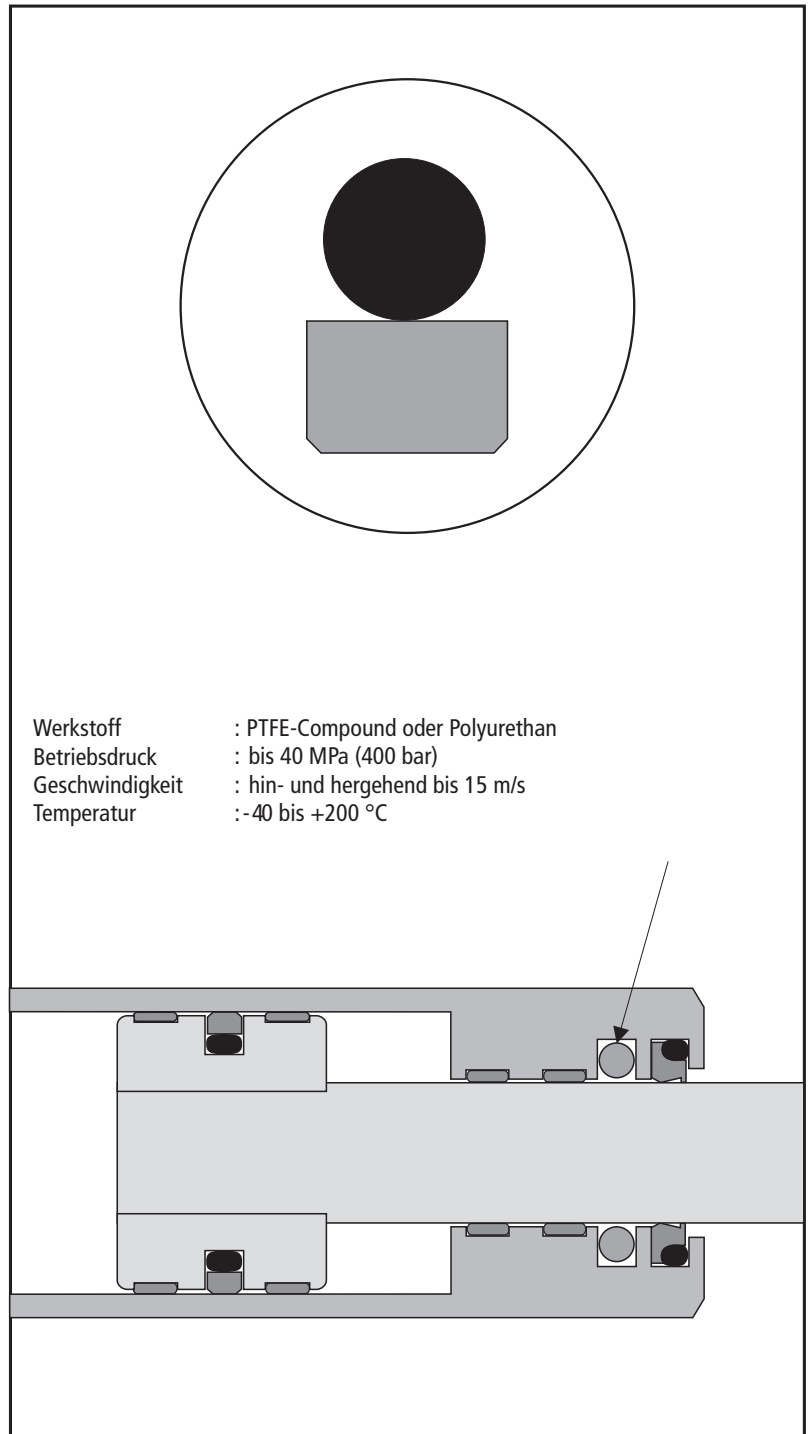 Werkstoff : PTFE-Compound oder Polyurethan
Betriebsdruck : bis 40 MPa (400 bar)
Geschwindigkeit : hin- und hergehend bis 15 m/s
Temperatur :-40 bis +200 °C